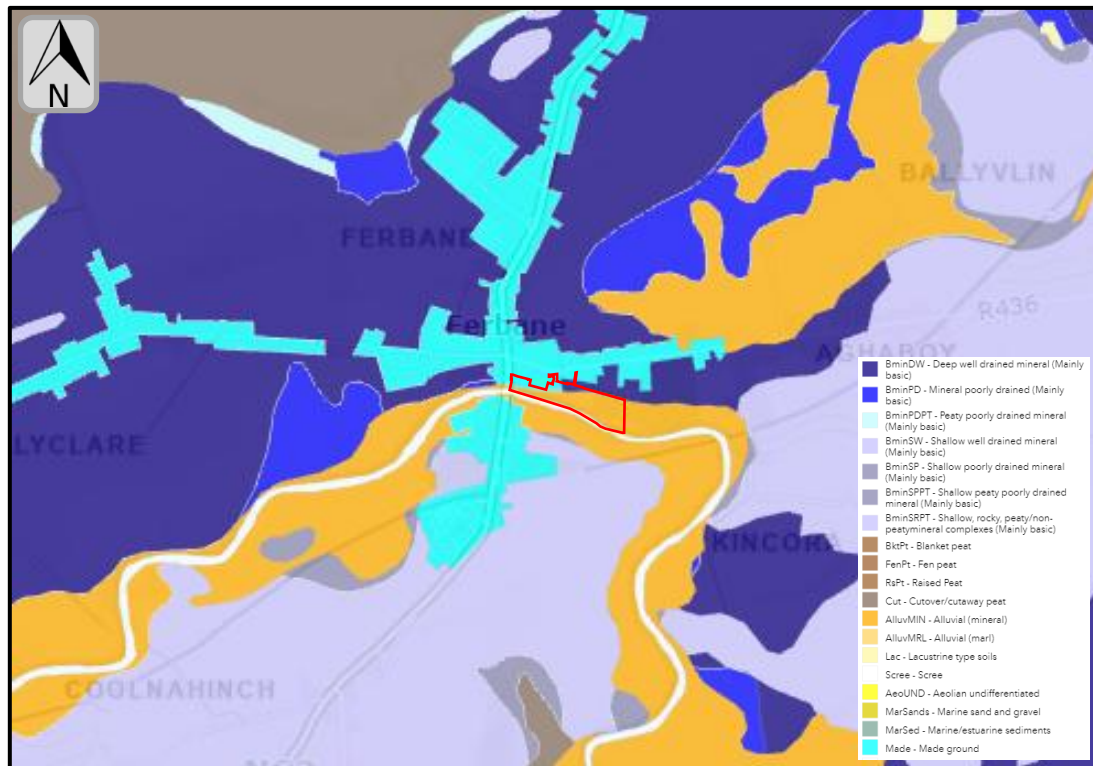 N
BALLYVLIN
FERBANE
R436
Ferbane
AGHABOY
LYCLARE
KINCORA
COOLNAHINCH
BminDW - Deep well drained mineral (Mainly
basic)
BminPD - Mineral poorly drained (Mainly
basic)
BminPDPT - Peaty poorly drained mineral
(Mainly basic)
BminSW - Shallow well drained mineral
(Mainly basic)
BminSP - Shallow poorly drained mineral
(Mainly basic)
BminSPPT - Shallow peaty poorly drained
mineral (Mainly basic)
BminSRPT - Shallow, rocky, peaty/non-
peatymineral complexes (Mainly basic)
BktPt - Blanket peat
FenPt - Fen peat
RsPt - Raised Peat
Cut - Cutover/cutaway peat
AlluvMIN - Alluvial (mineral)
AlluvMRL - Alluvial (marl)
Lac - Lacustrine type soils
Scree - Scree
AeoUND - Aeolian undifferentiated
MarSands - Marine sand and gravel
MarSed - Marine/estuarine sediments
Made - Made ground